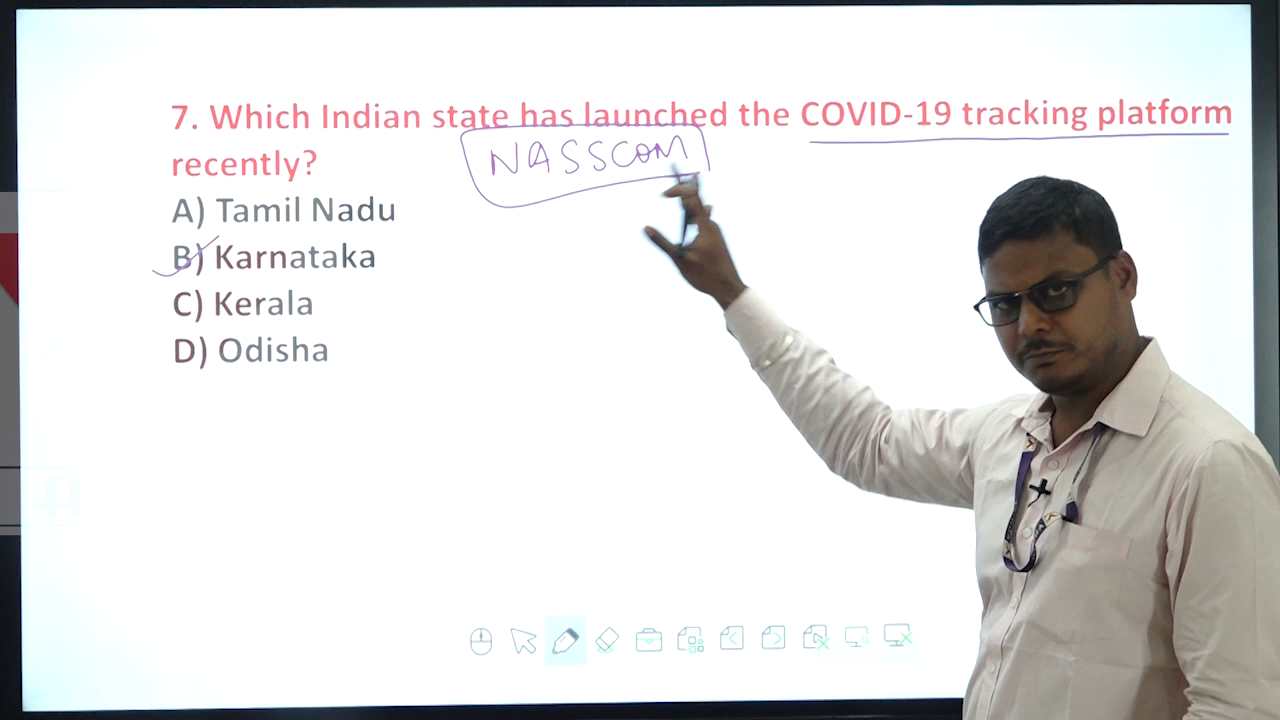 7. Which Indian state has launched the COVID-19 tracking platform
recently?
NASSCOM
A) Tamil Nadu
B) Karnataka
C) Kerala
D) Odisha